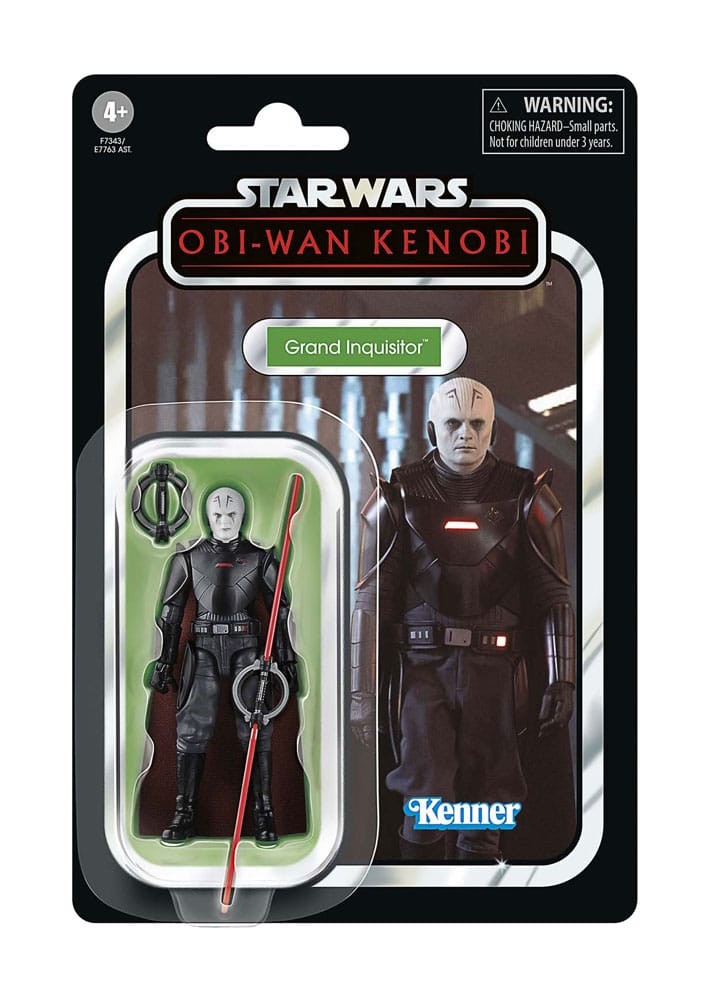 4+
F7343/
E7763 AST.
⚠ WARNING:
CHOKING HAZARD–Small parts.
Not for children under 3 years.
STAR WARS
OBI-WAN KENOBI
™
Grand Inquisitor™
Kenner